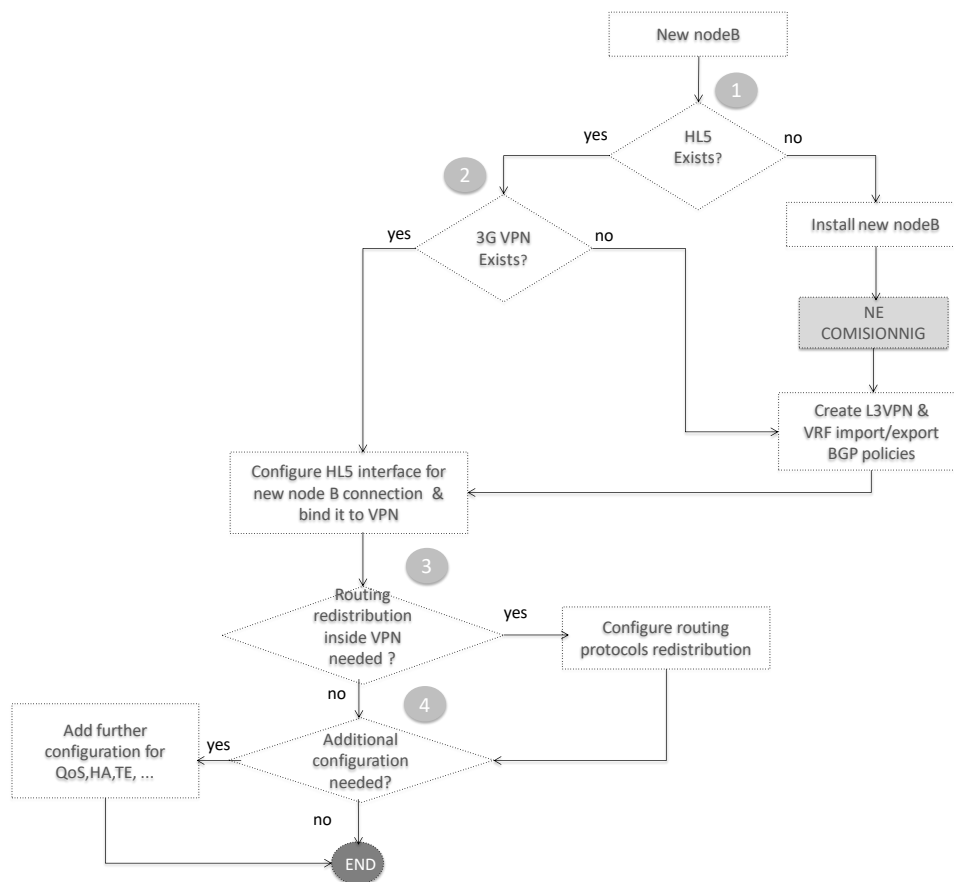 New nodeB
1
yes
HL5
Exists?
no
2
yes
3G VPN
Exists?
no
Install new nodeB
NE
COMISIONNIG
Create L3VPN &
VRF import/export
BGP policies
Configure HL5 interface for
new node B connection &
bind it to VPN
3
Routing
redistribution
inside VPN
needed ?
yes
Configure routing
protocols redistribution
no
4
Add further
configuration for
QoS,HA,TE, ...
yes
Additional
configuration
needed?
no
END